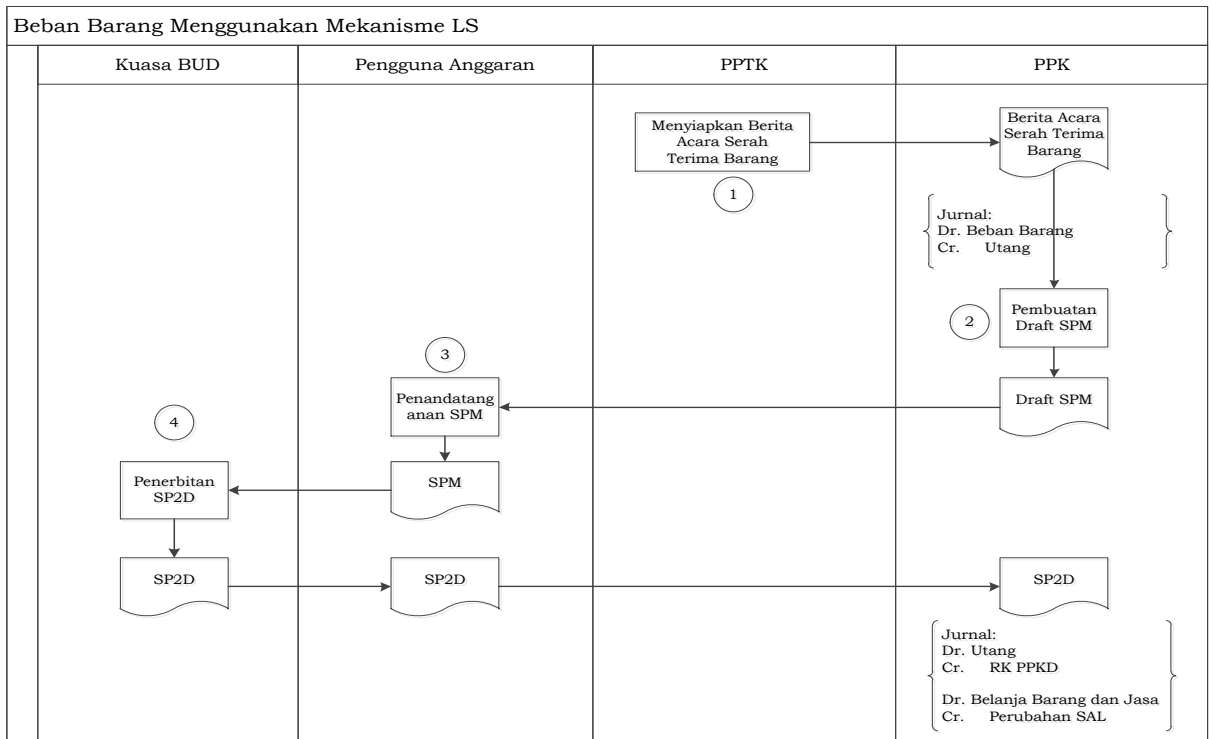 Beban Barang Menggunakan Mekanisme LS
Kuasa BUD
Pengguna Anggaran
PPTK
PPK
Menyiapkan Berita
Acara Serah
Terima Barang
1
Berita Acara
Serah Terima
Barang
Jurnal:
Dr. Beban Barang
Cr. Utang
2
Pembuatan
Draft SPM
Draft SPM
3
Penandatang
anan SPM
SPM
4
Penerbitan
SP2D
SP2D
SP2D
SP2D
Jurnal:
Dr. Utang
Cr. RK PPKD
Dr. Belanja Barang dan Jasa
Cr. Perubahan SAL